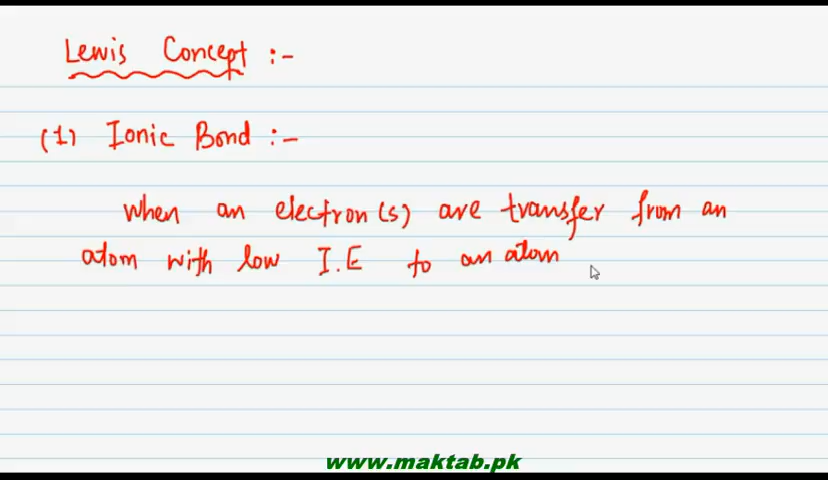 Lewis Concept :-
(1) Ionic Bond :-
when an electron(s) are transfer from an
atom with low I.E to an atom
www.maktab.pk